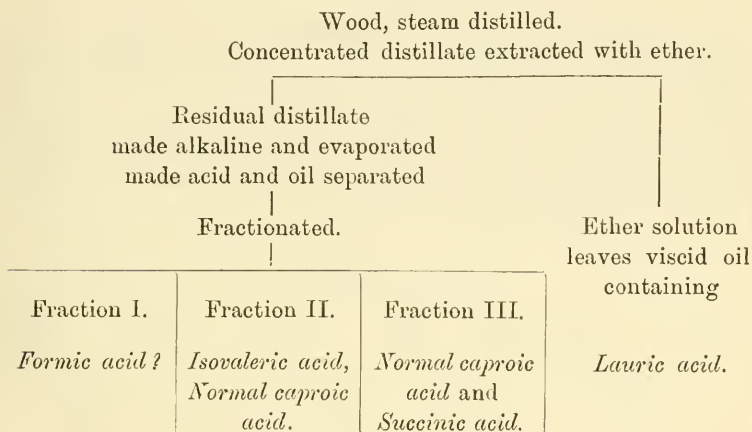 Wood, steam distilled.
Concentrated distillate extracted with ether.
Residual distillate
made alkaline and evaporated
made acid and oil separated
Fractionated.
Ether solution
leaves viscid oil
containing
Fraction I.
Formic acid?
Fraction II.
Isovaleric acid,
Normal caproic
acid.
Fraction III.
Normal caproic
acid and
Succinic acid.
Lauric acid.